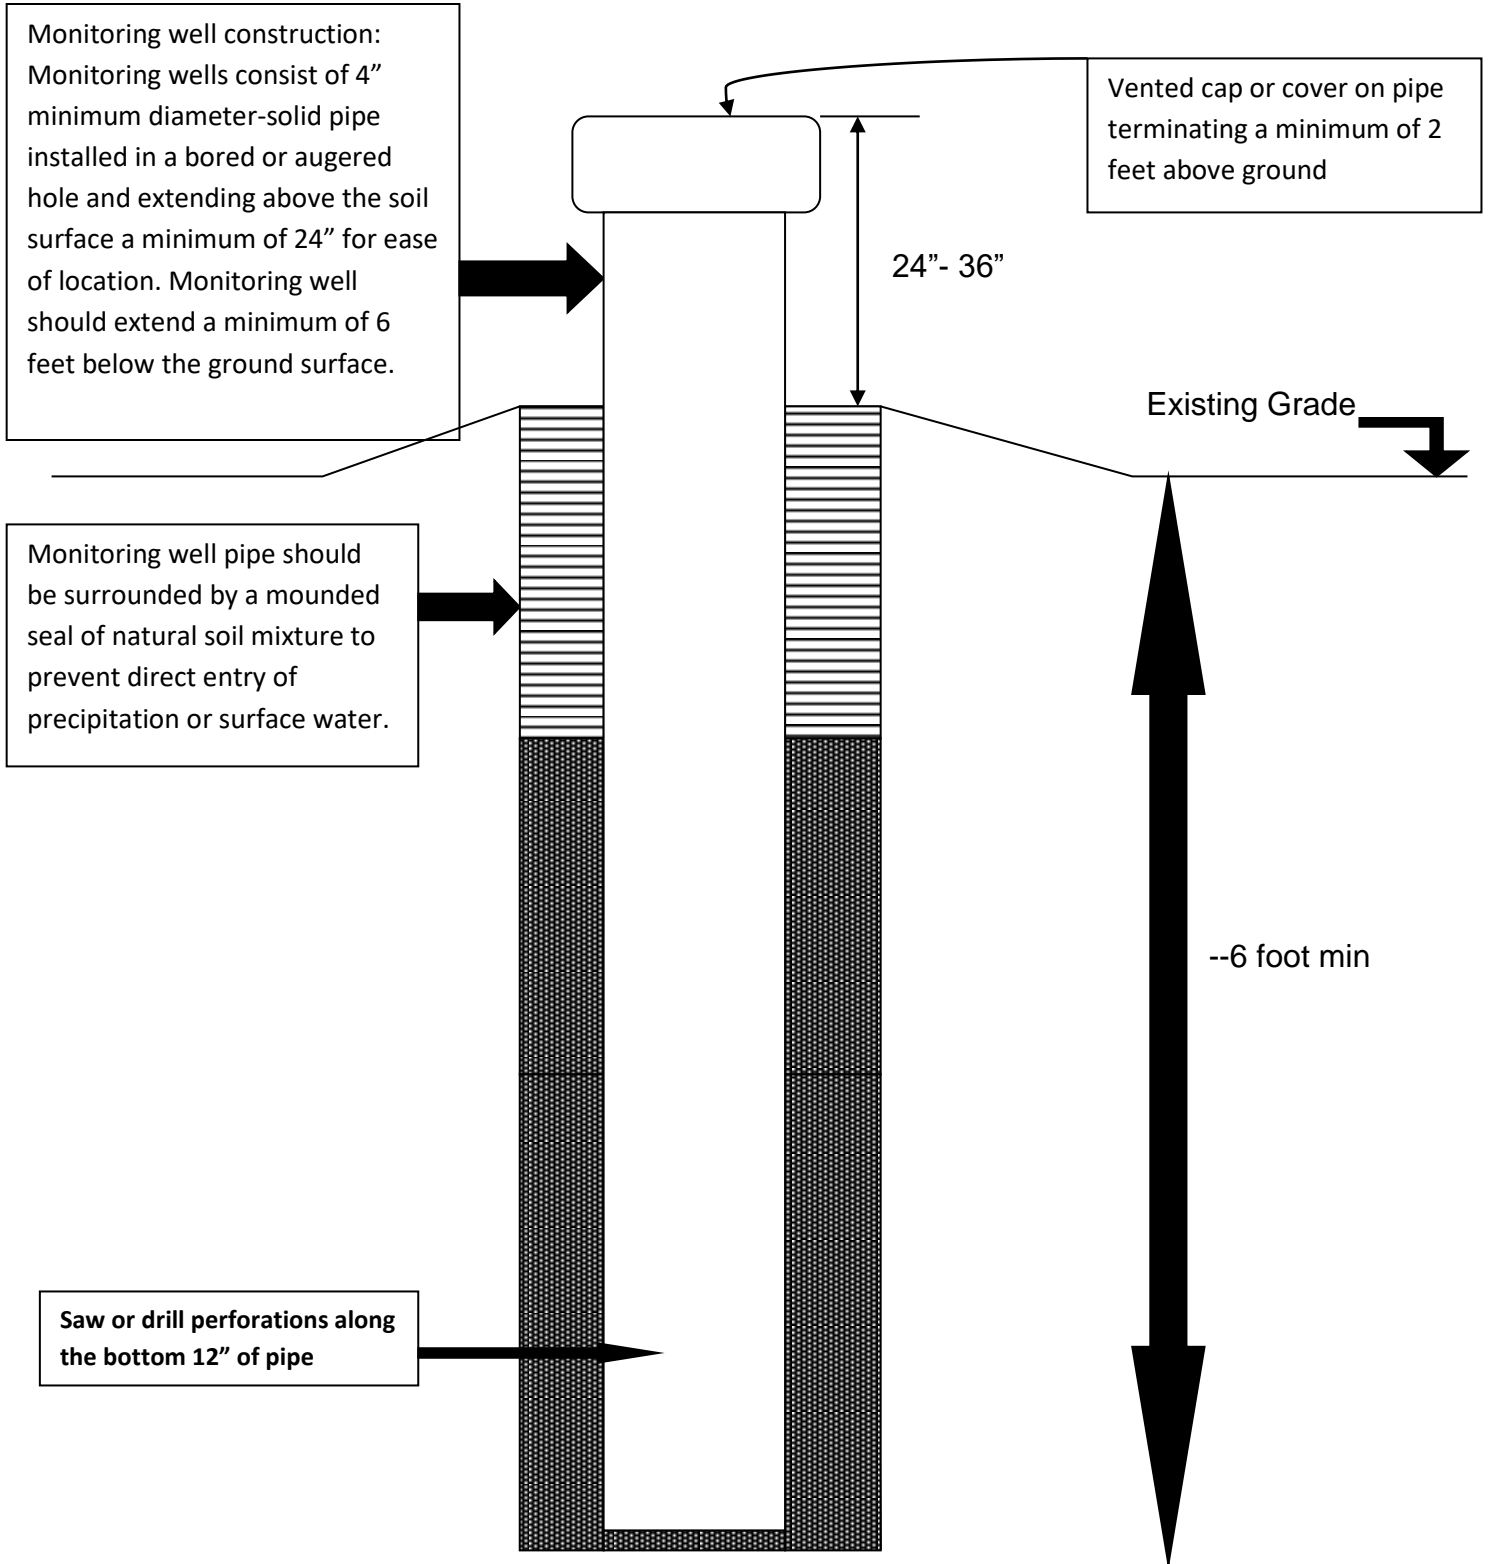 Monitoring well construction:
Monitoring wells consist of 4”
minimum diameter-solid pipe
installed in a bored or augered
hole and extending above the soil
surface a minimum of 24” for ease
of location. Monitoring well
should extend a minimum of 6
feet below the ground surface.
Vented cap or cover on pipe
terminating a minimum of 2
feet above ground
24”- 36”
Existing Grade
Monitoring well pipe should
be surrounded by a mounded
seal of natural soil mixture to
prevent direct entry of
precipitation or surface water.
--6 foot min
Saw or drill perforations along
the bottom 12” of pipe